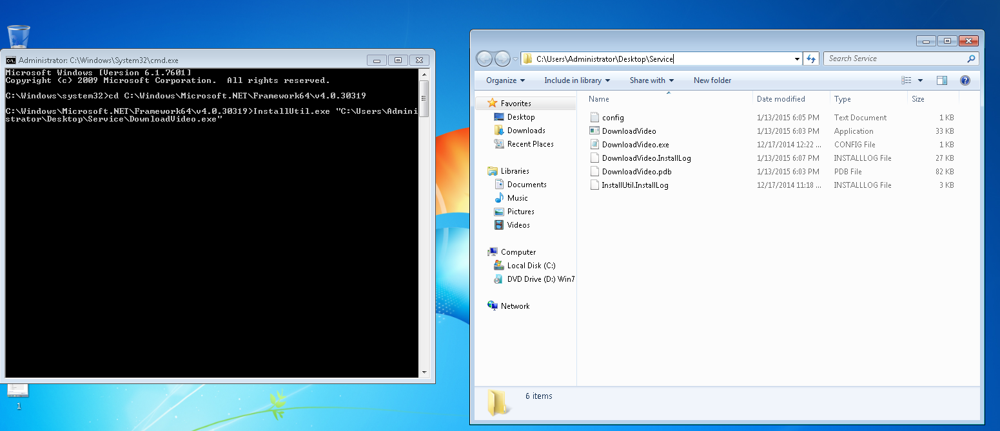 Administrator: C:\Windows\System32\cmd.exe
Microsoft Windows [Version 6.1.7601]
Copyright (c) 2009 Microsoft Corporation.  All rights reserved.
C:\Windows\system32>cd C:\Windows\Microsoft.NET\Framework64\v4.0.30319
C:\Windows\Microsoft.NET\Framework64\v4.0.30319>InstallUtil.exe "C:\Users\Admini
strator\Desktop\Service\DownloadVideo.exe"
1
C:\Users\Administrator\Desktop\Service
Search Service
Organize Include in library Share with New folder
Favorites
Desktop
Downloads
Recent Places
Libraries
Documents
Music
Pictures
Videos
Computer
Local Disk (C:)
DVD Drive (D:) Win7
Network
Name Date modified Type Size
config 1/13/2015 6:05 PM Text Document 1 KB
DownloadVideo 1/13/2015 6:03 PM Application 33 KB
DownloadVideo.exe 12/17/2014 12:22 ... CONFIG File 1 KB
DownloadVideo.InstallLog 1/13/2015 6:07 PM INSTALLLOG File 27 KB
DownloadVideo.pdb 1/13/2015 6:03 PM PDB File 82 KB
InstallUtil.InstallLog 12/17/2014 11:18 ... INSTALLLOG File 3 KB
6 items